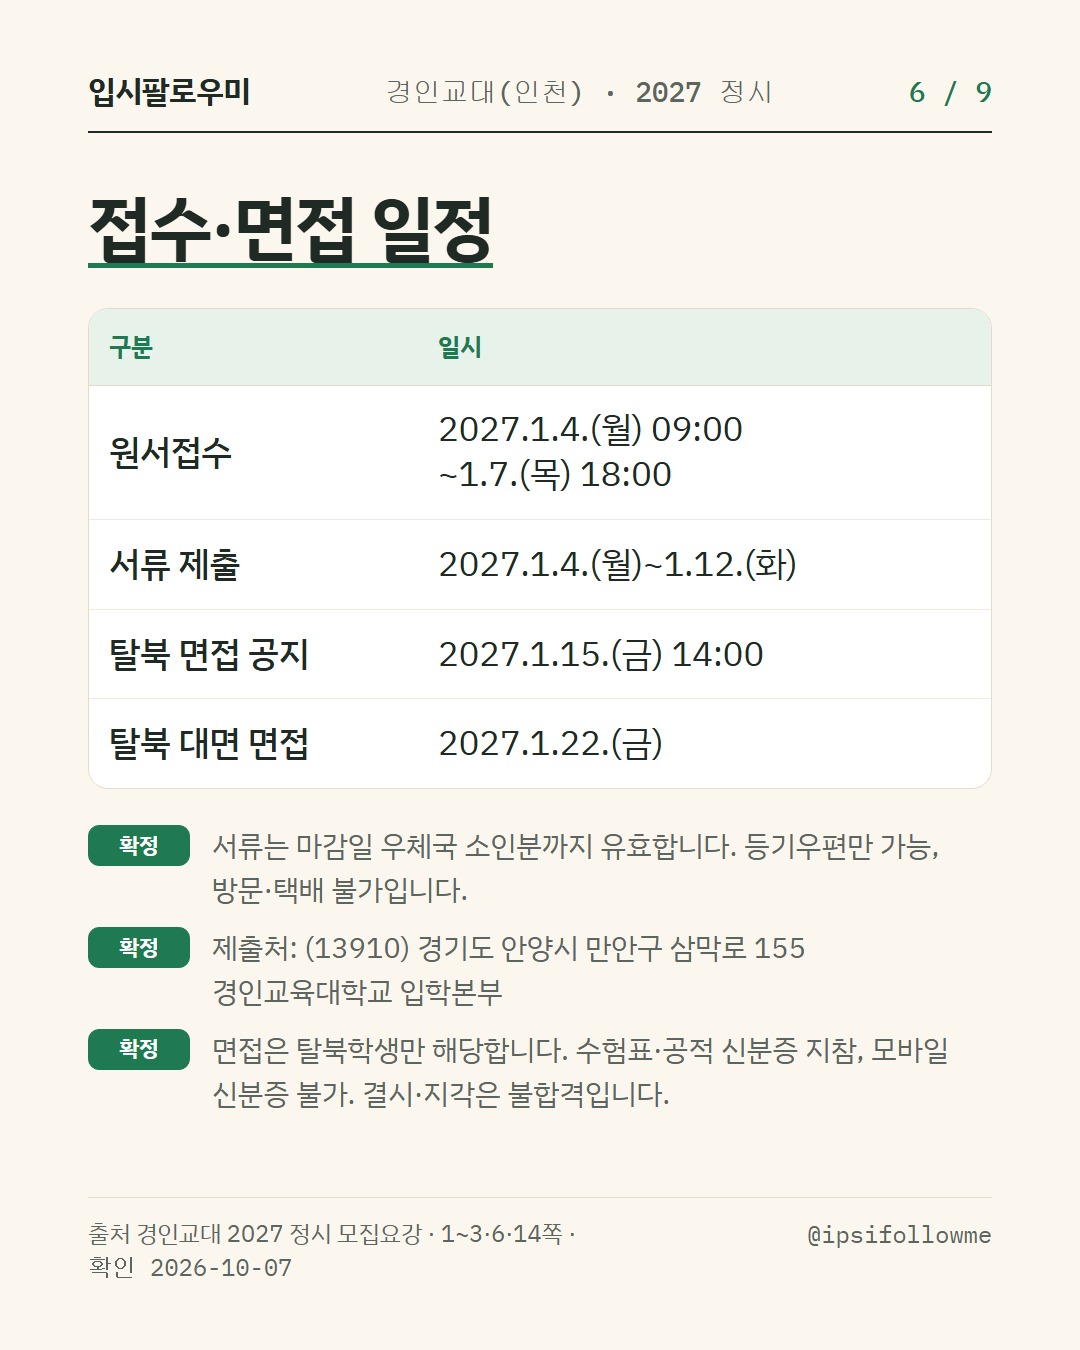 입시팔로우미
경인교대(인천) · 2027 정시
6 / 9
접수·면접 일정
구분 일시
원서접수 2027.1.4.(월) 09:00
~1.7.(목) 18:00
서류 제출 2027.1.4.(월)~1.12.(화)
탈북 면접 공지 2027.1.15.(금) 14:00
탈북 대면 면접 2027.1.22.(금)
확정 서류는 마감일 우체국 소인분까지 유효합니다. 등기우편만 가능,
방문·택배 불가입니다.
확정 제출처: (13910) 경기도 안양시 만안구 삼막로 155
경인교육대학교 입학본부
확정 면접은 탈북학생만 해당합니다. 수험표·공적 신분증 지참, 모바일
신분증 불가. 결시·지각은 불합격입니다.
출처 경인교대 2027 정시 모집요강 · 1~3·6·14쪽 ·
확인 2026-10-07
@ipsifollowme